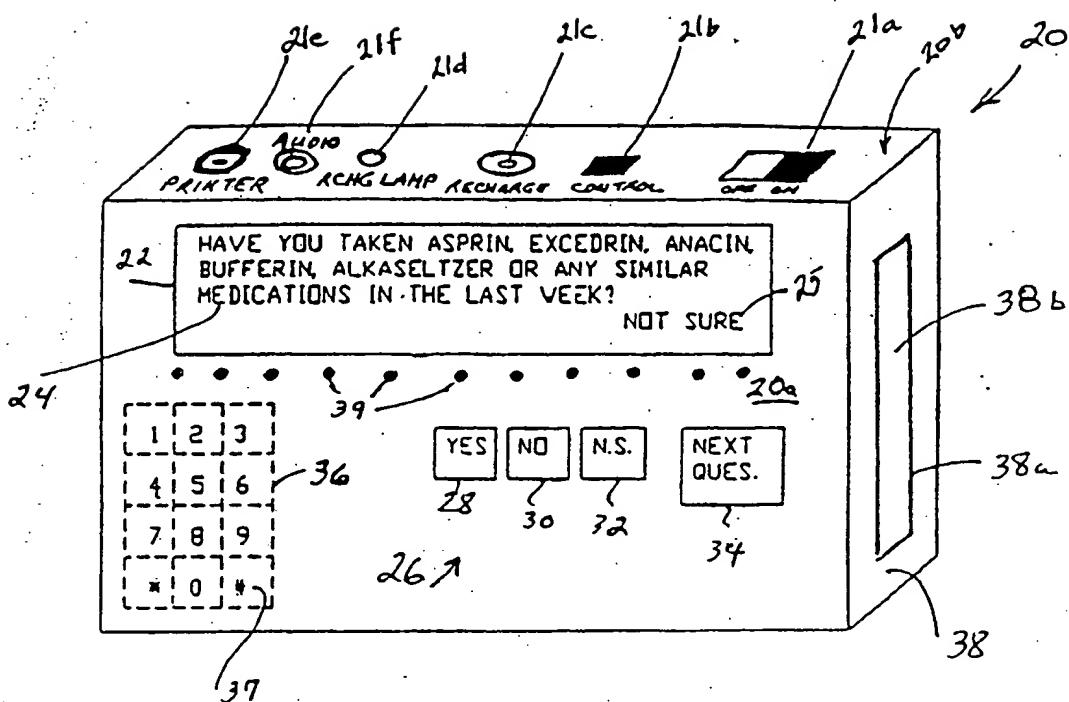 21e 21f 21d 21c 21b 21a 20b 20
AUDIO
PRINTER RCHG LAMP RECHARGE CONTROL OFF ON
HAVE YOU TAKEN ASPRIN, EXCEDRIN, ANACIN,
BUFFERIN, ALKASELTZER OR ANY SIMILAR
MEDICATIONS IN THE LAST WEEK?
NOT SURE
22
25
38b
24
39
20a
1 2 3
4 5 6
7 8 9
* 0 #
36
YES NO N.S. NEXT
QUES.
28 30 32 34
38a
26
38
37